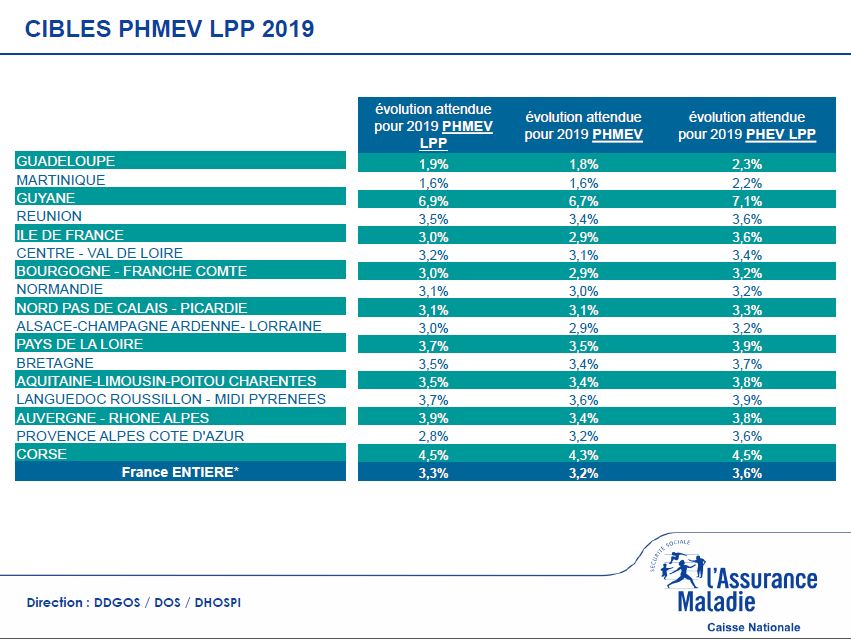 CIBLES PHMEV LPP 2019
évolution attendue pour 2019 PHMEV LPP
évolution attendue pour 2019 PHMEV
évolution attendue pour 2019 PHEV LPP
GUADELOUPE 1,9% 1,8% 2,3%
MARTINIQUE 1,6% 1,6% 2,2%
GUYANE 6,9% 6,7% 7,1%
REUNION 3,5% 3,4% 3,6%
ILE DE FRANCE 3,0% 2,9% 3,6%
CENTRE - VAL DE LOIRE 3,2% 3,1% 3,4%
BOURGOGNE - FRANCHE COMTE 3,0% 2,9% 3,2%
NORMANDIE 3,1% 3,0% 3,2%
NORD PAS DE CALAIS - PICARDIE 3,1% 3,1% 3,3%
ALSACE-CHAMPAGNE ARDENNE- LORRAINE 3,0% 2,9% 3,2%
PAYS DE LA LOIRE 3,7% 3,5% 3,9%
BRETAGNE 3,5% 3,4% 3,7%
AQUITAINE-LIMOUSIN-POITOU CHARENTES 3,5% 3,4% 3,8%
LANGUEDOC ROUSSILLON - MIDI PYRENEES 3,7% 3,6% 3,9%
AUVERGNE - RHONE ALPES 3,9% 3,4% 3,8%
PROVENCE ALPES COTE D'AZUR 2,8% 3,2% 3,6%
CORSE 4,5% 4,3% 4,5%
France ENTIERE* 3,3% 3,2% 3,6%
SECURITE SOCIALE
l'Assurance
Maladie
Caisse Nationale
Direction : DDGOS / DOS / DHOSPI